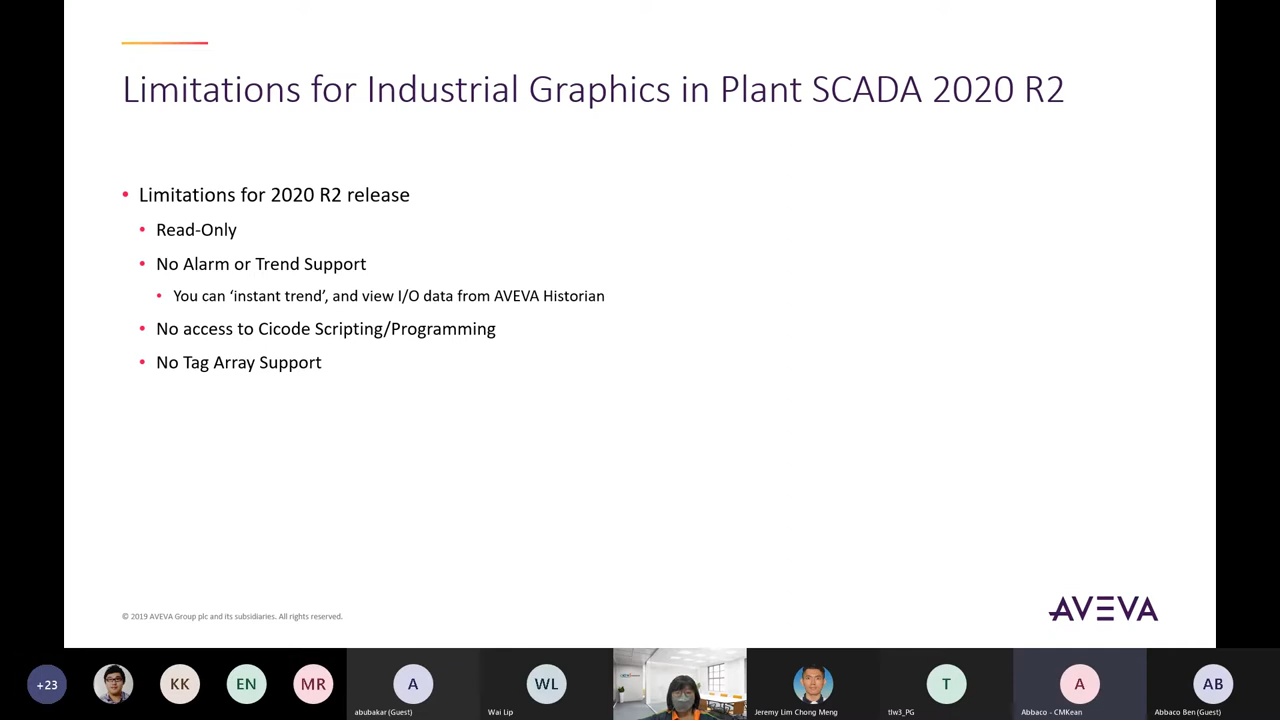 Limitations for Industrial Graphics in Plant SCADA 2020 R2
• Limitations for 2020 R2 release
• Read-Only
• No Alarm or Trend Support
• You can ‘instant trend’, and view I/O data from AVEVA Historian
• No access to Cicode Scripting/Programming
• No Tag Array Support
© 2019 AVEVA Group plc and its subsidiaries. All rights reserved.
AVEVA
+23
KK
EN
MR
A
abubakar (Guest)
WL
Wai Lip
Jeremy Lim Chong Meng
T
tlw3_PG
A
Abbaco - CMKean
AB
Abbaco Ben (Guest)